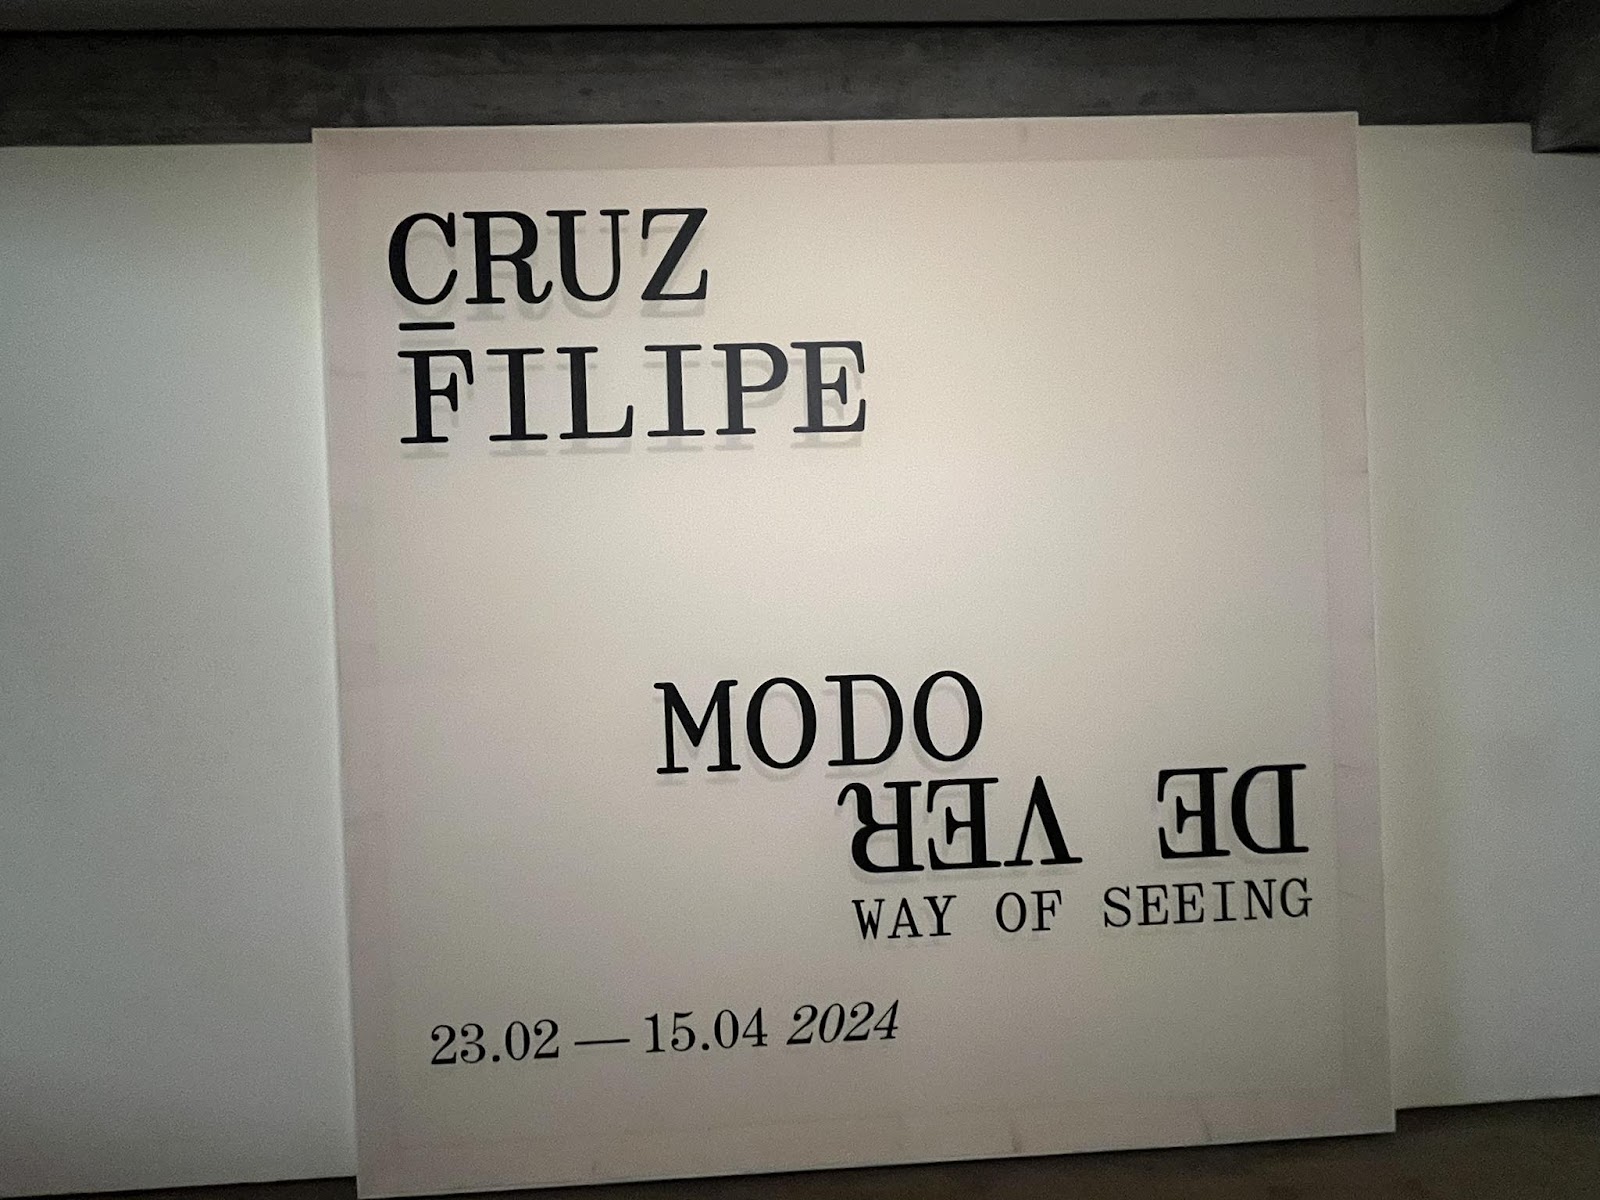 CRUZ
FILIPE
MODO
DE VER
WAY OF SEEING
23.02 — 15.04 2024